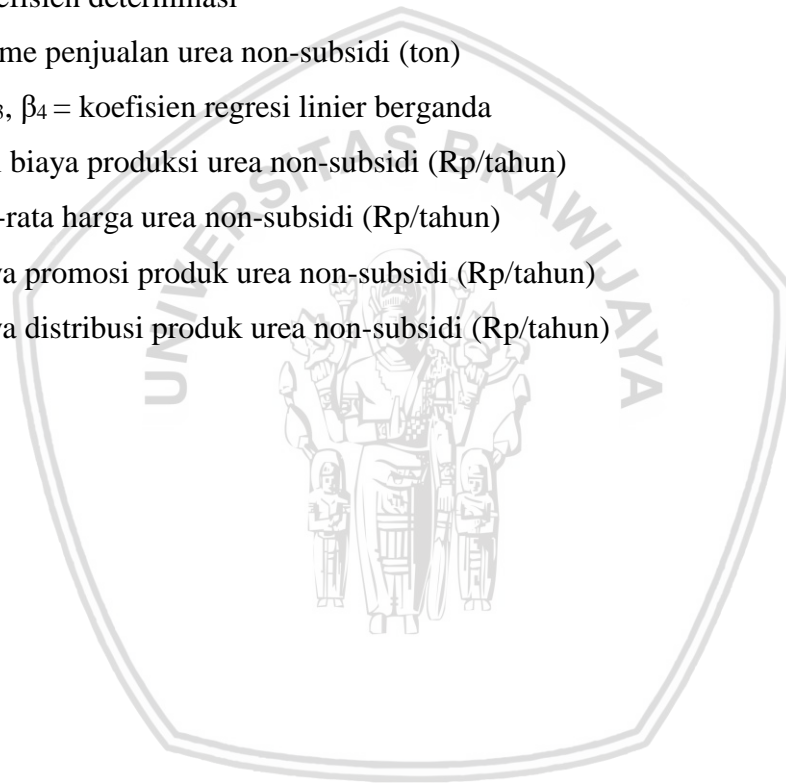 efisien determinasi
me penjualan urea non-subsidi (ton)
3, β4 = koefisien regresi linier berganda
biaya produksi urea non-subsidi (Rp/tahun)
-rata harga urea non-subsidi (Rp/tahun)
a promosi produk urea non-subsidi (Rp/tahun)
a distribusi produk urea non-subsidi (Rp/tahun)
UNIVERSITAS BRAWIJAYA